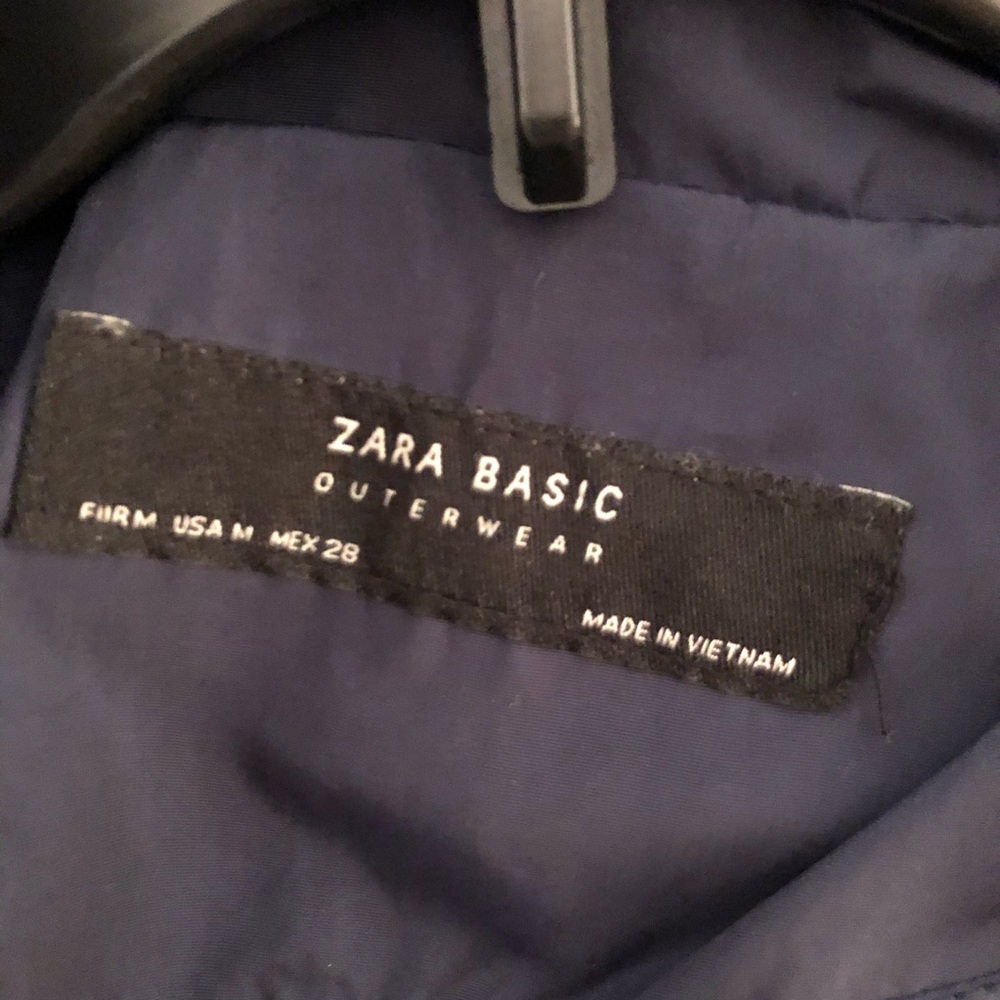 ZARA BASIC
OUTERWEAR
EUR M USA M MEX 28
MADE IN VIETNAM